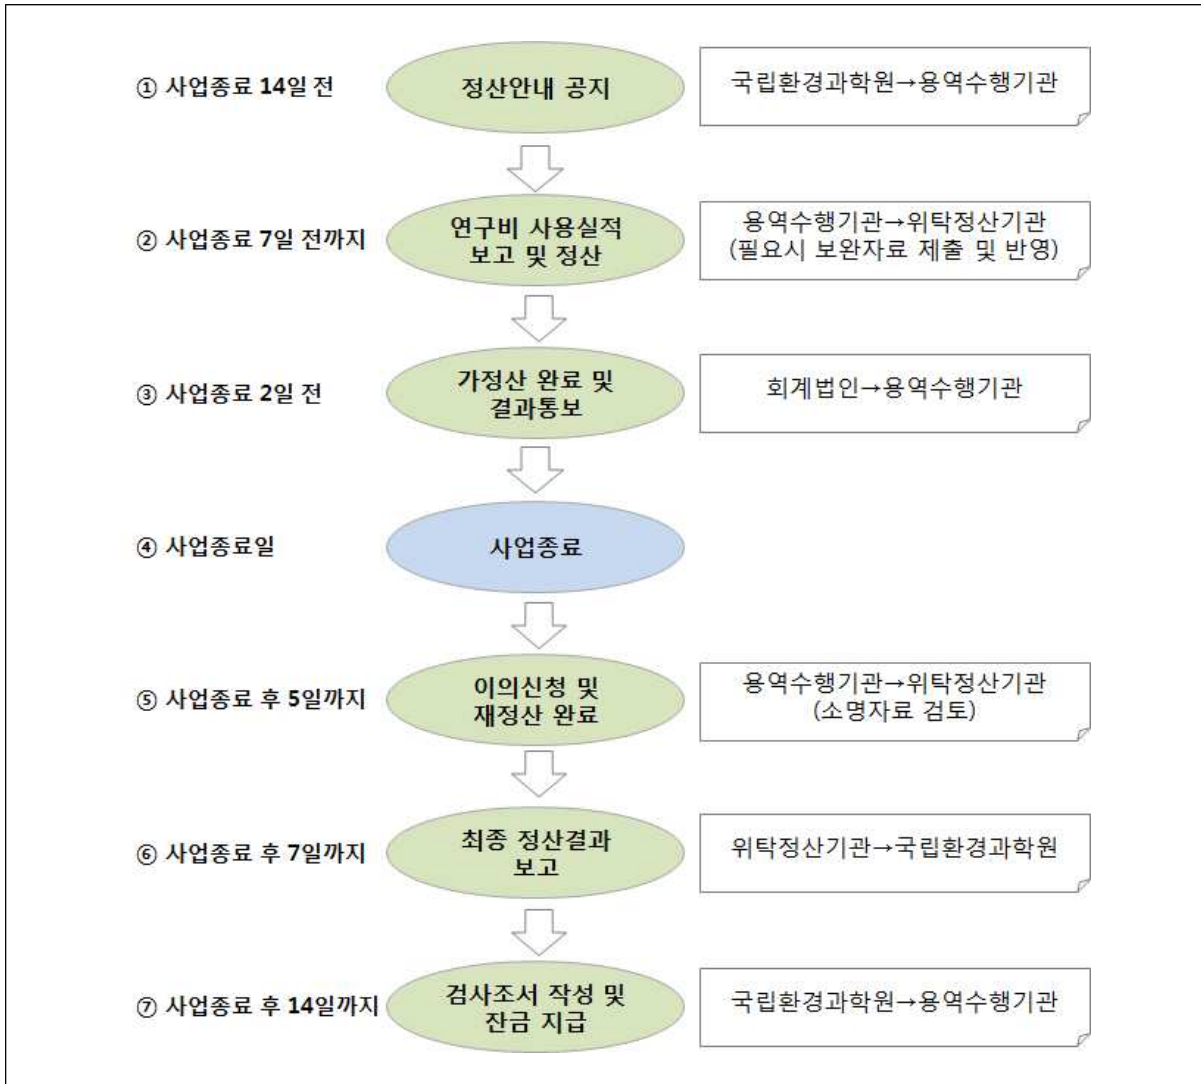 ① 사업종료 14일 전
정산안내 공지
국립환경과학원→용역수행기관
② 사업종료 7일 전까지
연구비 사용실적
보고 및 정산
용역수행기관→위탁정산기관
(필요시 보완자료 제출 및 반영)
③ 사업종료 2일 전
가정산 완료 및
결과통보
회계법인→용역수행기관
④ 사업종료일
사업종료
⑤ 사업종료 후 5일까지
이의신청 및
재정산 완료
용역수행기관→위탁정산기관
(소명자료 검토)
⑥ 사업종료 후 7일까지
최종 정산결과
보고
위탁정산기관→국립환경과학원
⑦ 사업종료 후 14일까지
검사조서 작성 및
잔금 지급
국립환경과학원→용역수행기관